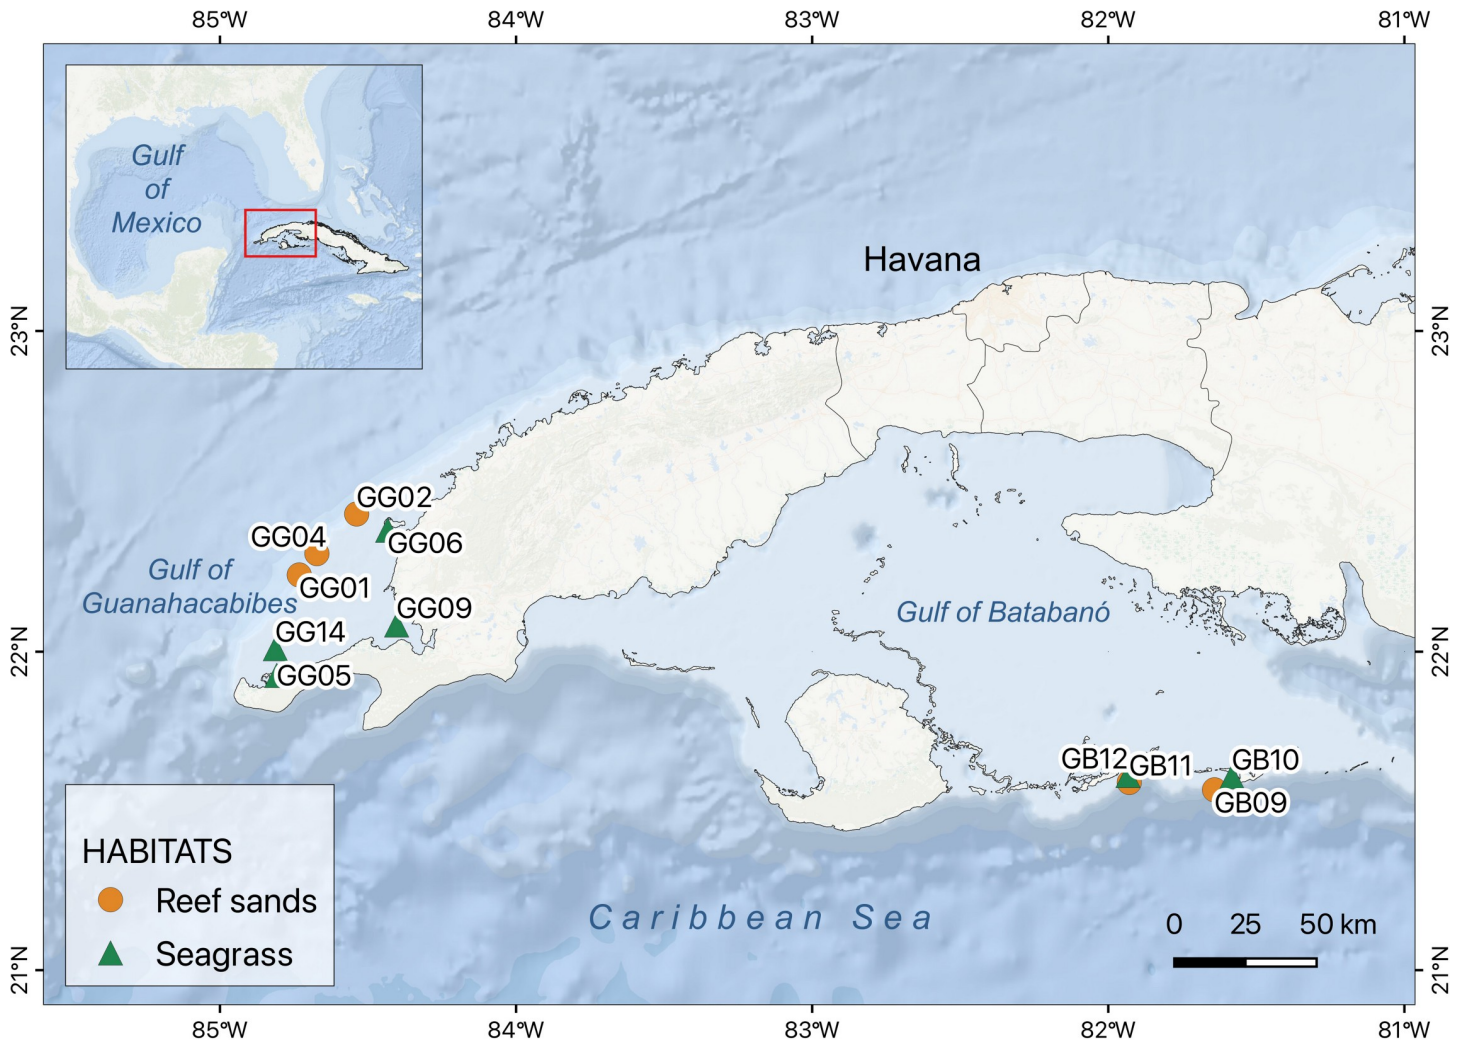 85°W
84°W
83°W
82°W
81°W
Gulf
of
Mexico
Havana
23°N
23°N
GG02
GG04
GG06
Gulf of
Guanahacabibes
GG01
GG09
Gulf of Batabanó
GG14
22°N
22°N
GG05
GB12
GB11
GB10
GB09
HABITATS
Reef sands
Seagrass
Caribbean Sea
0 25 50 km
21°N
21°N
85°W
84°W
83°W
82°W
81°W